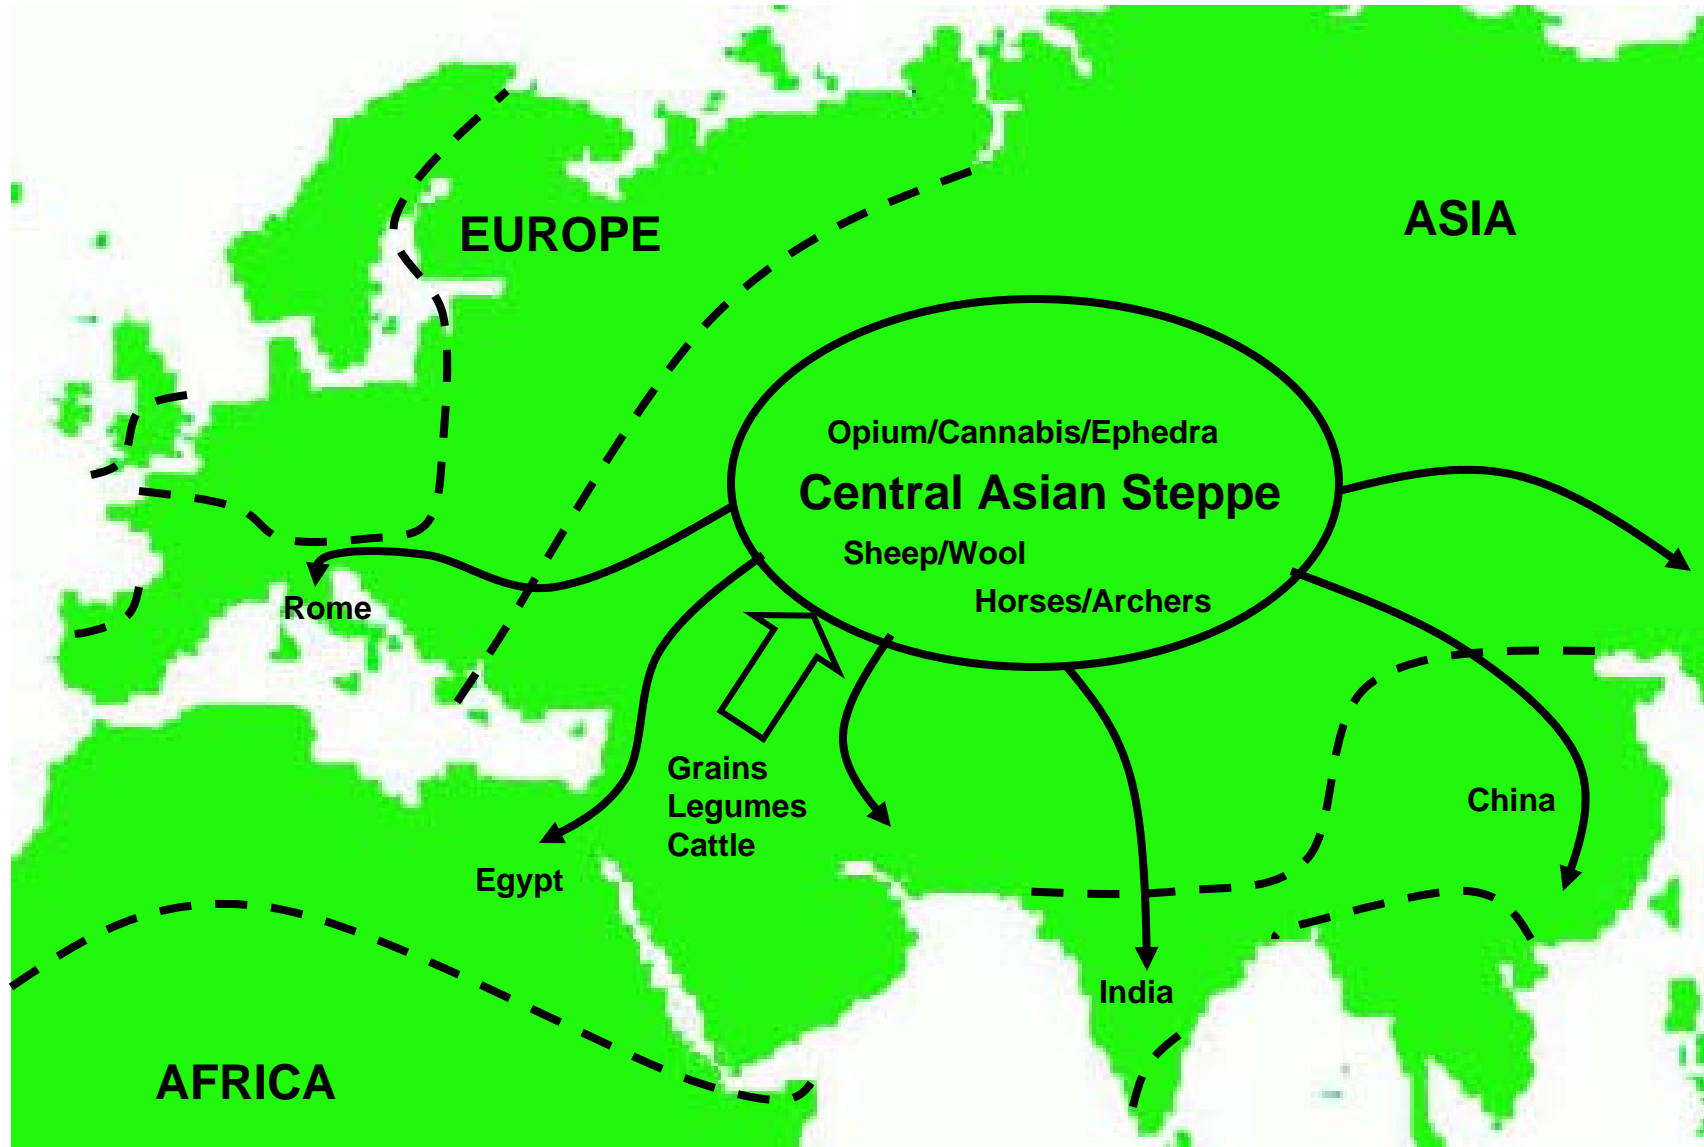 EUROPE
ASIA
Opium/Cannabis/Ephedra
Central Asian Steppe
Sheep/Wool
Horses/Archers
Rome
Grains
Legumes
Cattle
China
Egypt
India
AFRICA